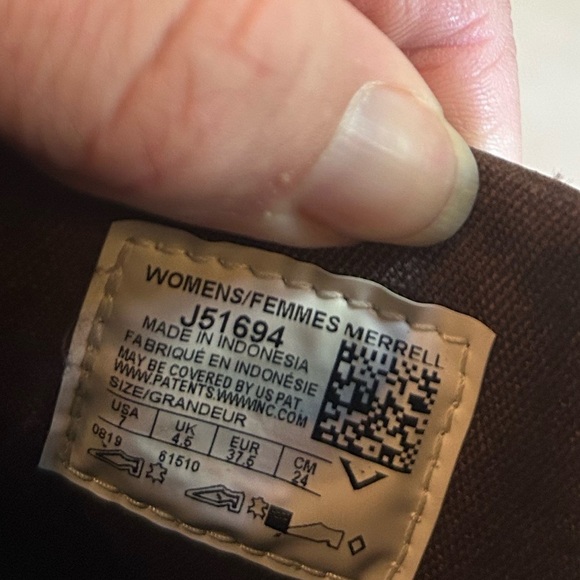 WOMENS/FEMMES MERRELL
J51694
MADE IN INDONESIA
FABRIQUÉ EN INDONÉSIE
MAY BE COVERED BY US PAT.
WWW.PATENTS.WWWINC.COM
SIZE/GRANDEUR
USA UK EUR CM
7 4.5 37.5 24
0819 61510